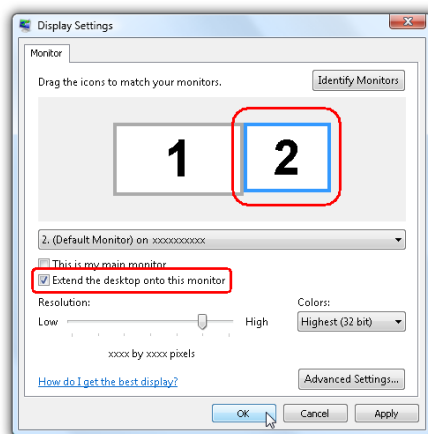 Display Settings
Monitor
Drag the icons to match your monitors.
Identify Monitors
1
2
2. (Default Monitor) on xxxxxxxxxx
This is my main monitor
Extend the desktop onto this monitor
Resolution:
Colors:
Low
High
Highest (32 bit)
xxxx by xxxx pixels
How do I get the best display?
Advanced Settings...
OK
Cancel
Apply